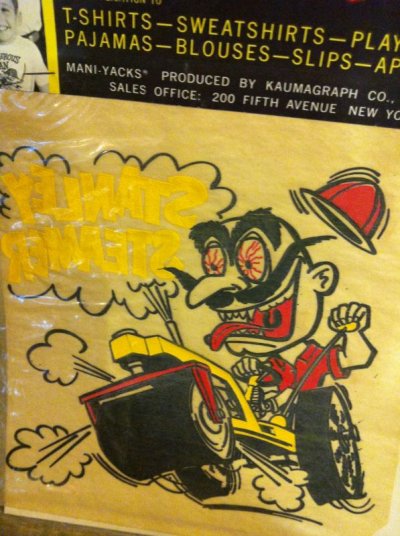 T-SHIRTS—SWEATSHIRTS—PLAY
PAJAMAS—BLOUSES—SLIPS—AP
MANI-YACKS® PRODUCED BY KAUMAGRAPH CO.,
SALES OFFICE: 200 FIFTH AVENUE NEW YO
STANLEY
STEAMER